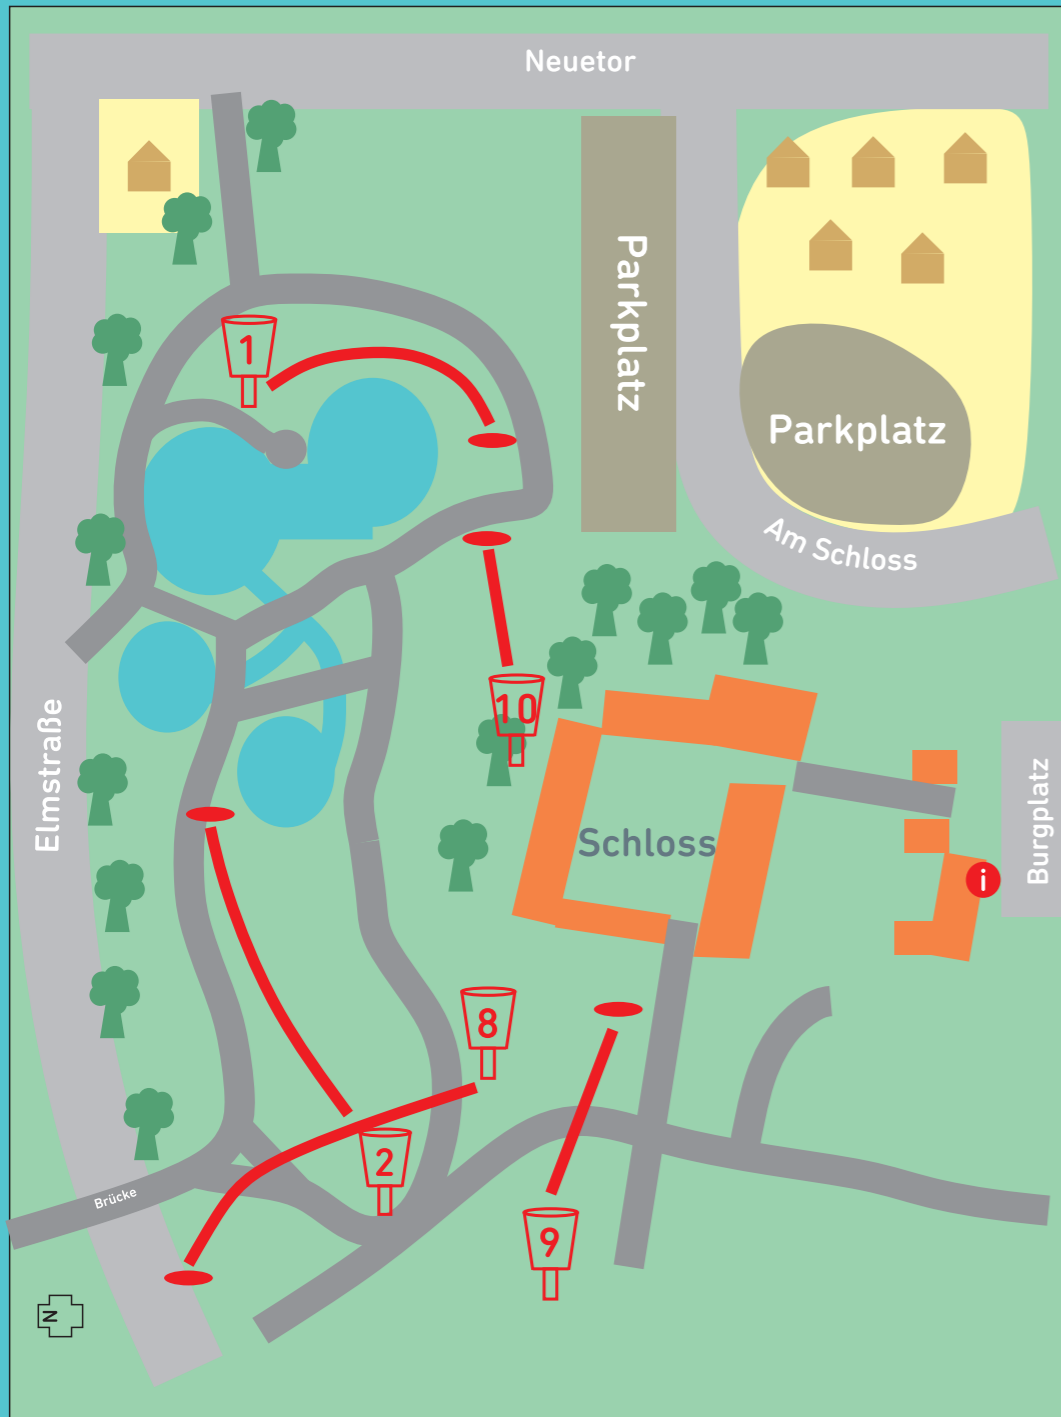 Neuetor
Parkplatz
1
Parkplatz
Am Schloss
10
Elmstraße
Burgplatz
Schloss
i
8
2
Brücke
9
N